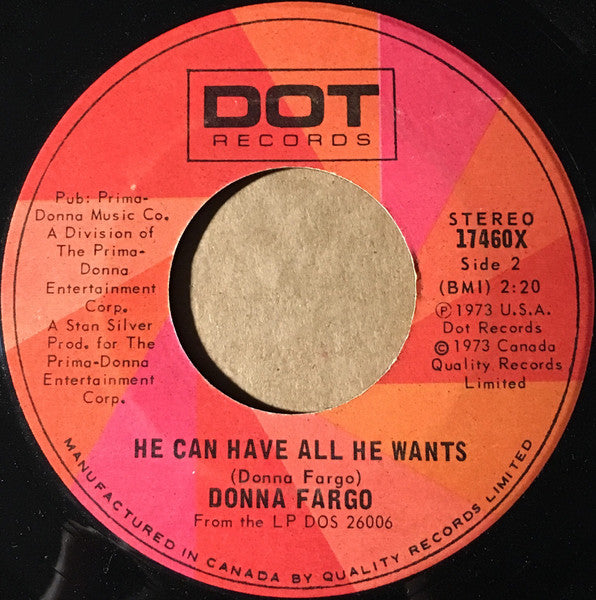 DOT
RECORDS
Pub: Prima-
Donna Music Co.
A Division of
The Prima-
Donna
Entertainment
Corp.
A Stan Silver
Prod. for The
Prima-Donna
Entertainment
Corp.
STEREO
17460X
Side 2
(BMI) 2:20
Ⓟ 1973 U.S.A.
Dot Records
© 1973 Canada
Quality Records
Limited
HE CAN HAVE ALL HE WANTS
(Donna Fargo)
DONNA FARGO
From the LP DOS 26006
MANUFACTURED IN CANADA BY QUALITY RECORDS LIMITED